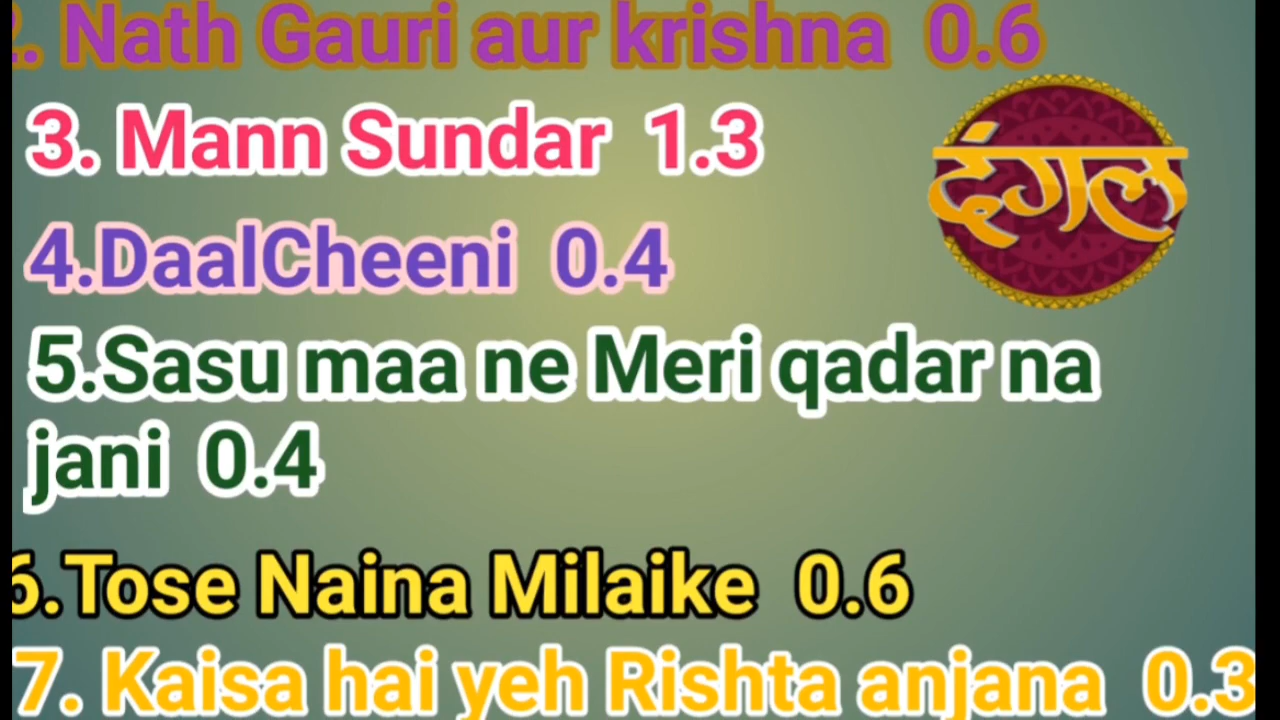 2. Nath Gauri aur krishna 0.6
3. Mann Sundar 1.3
दंगल
4.DaalCheeni 0.4
5.Sasu maa ne Meri qadar na
jani 0.4
6.Tose Naina Milaike 0.6
7. Kaisa hai yeh Rishta anjana 0.3